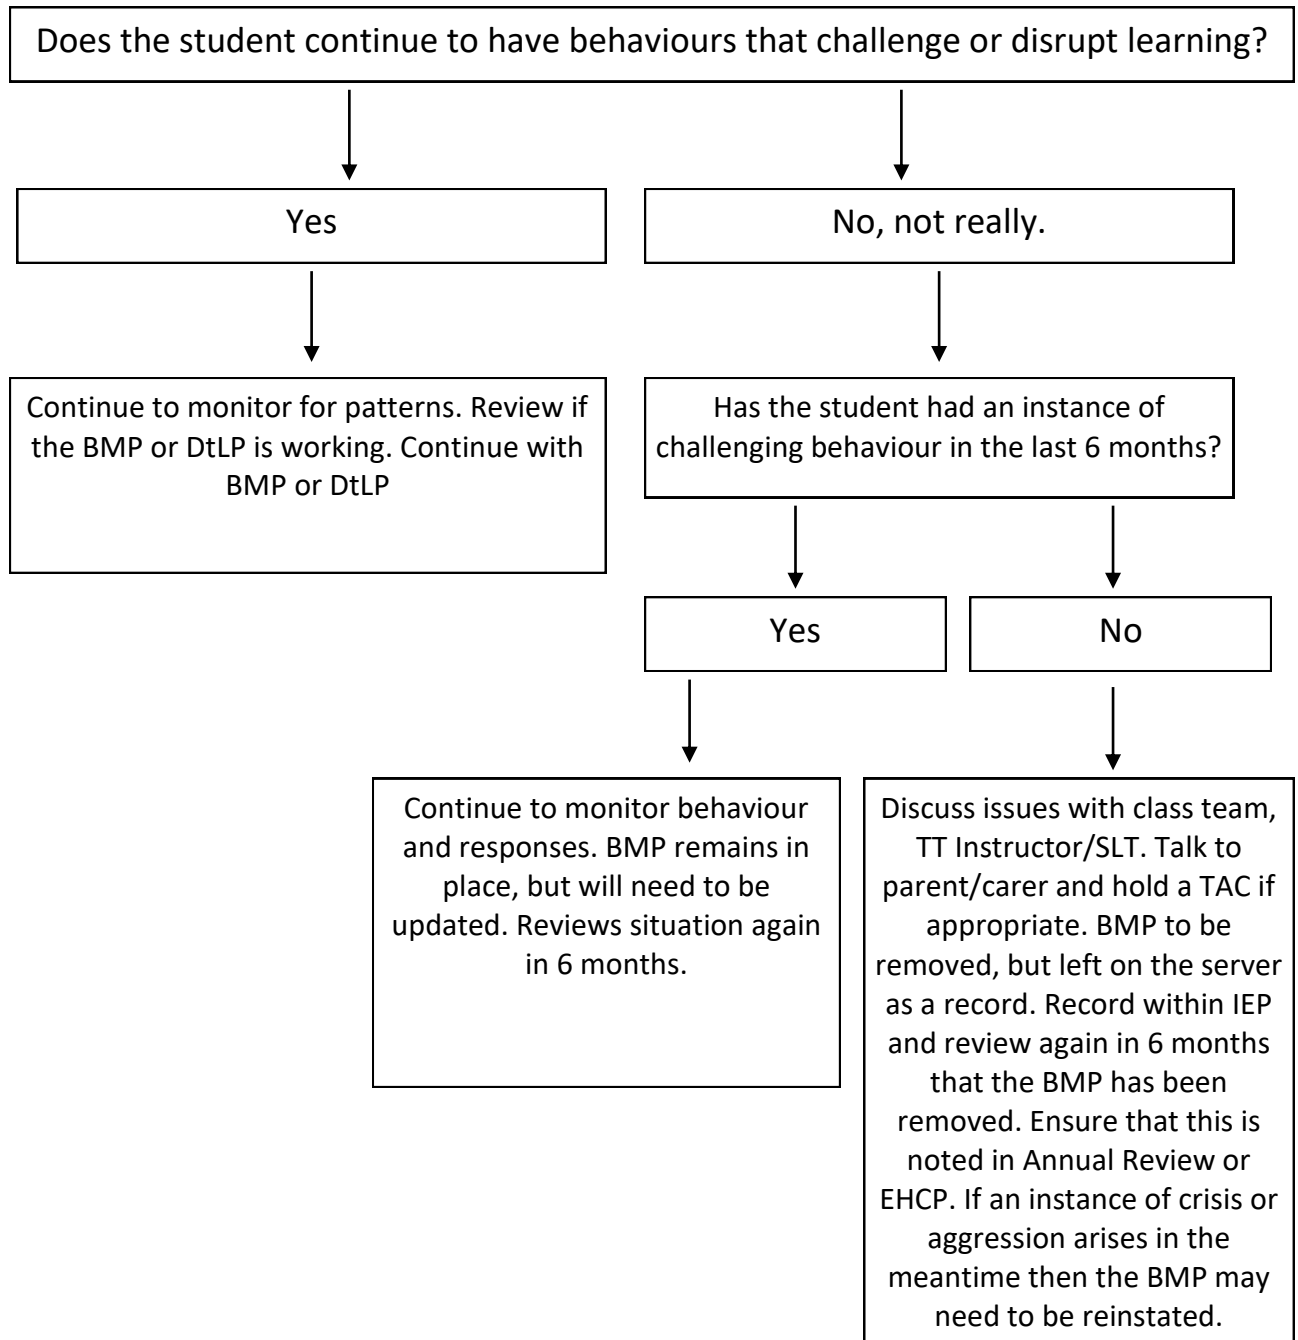 Does the student continue to have behaviours that challenge or disrupt learning?
Yes
No, not really.
Continue to monitor for patterns. Review if
the BMP or DtLP is working. Continue with
BMP or DtLP
Has the student had an instance of
challenging behaviour in the last 6 months?
Yes
No
Continue to monitor behaviour
and responses. BMP remains in
place, but will need to be
updated. Reviews situation again
in 6 months.
Discuss issues with class team,
TT Instructor/SLT. Talk to
parent/carer and hold a TAC if
appropriate. BMP to be
removed, but left on the server
as a record. Record within IEP
and review again in 6 months
that the BMP has been
removed. Ensure that this is
noted in Annual Review or
EHCP. If an instance of crisis or
aggression arises in the
meantime then the BMP may
need to be reinstated.